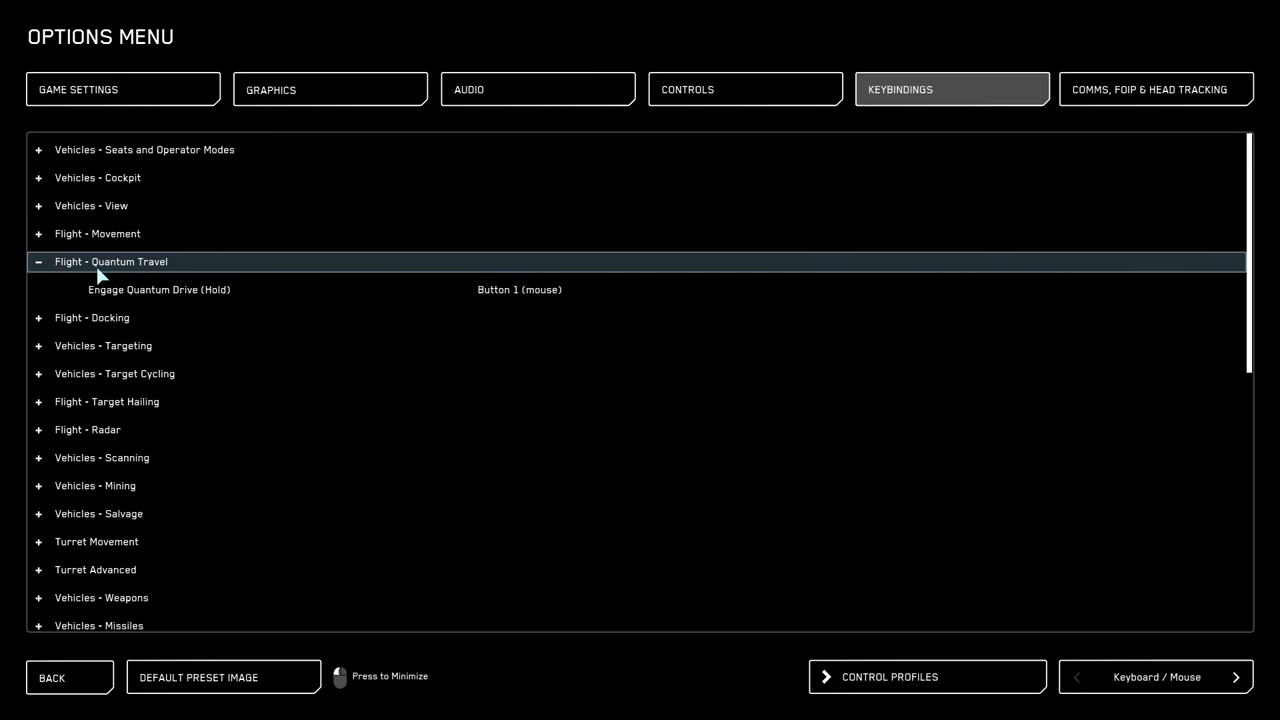 OPTIONS MENU
GAME SETTINGS
GRAPHICS
AUDIO
CONTROLS
KEYBINDINGS
COMMS, FOIP & HEAD TRACKING
+ Vehicles - Seats and Operator Modes
+ Vehicles - Cockpit
+ Vehicles - View
+ Flight - Movement
- Flight - Quantum Travel
Engage Quantum Drive (Hold) Button 1 (mouse)
+ Flight - Docking
+ Vehicles - Targeting
+ Vehicles - Target Cycling
+ Flight - Target Hailing
+ Flight - Radar
+ Vehicles - Scanning
+ Vehicles - Mining
+ Vehicles - Salvage
+ Turret Movement
+ Turret Advanced
+ Vehicles - Weapons
+ Vehicles - Missiles
BACK
DEFAULT PRESET IMAGE
Press to Minimize
CONTROL PROFILES
Keyboard / Mouse